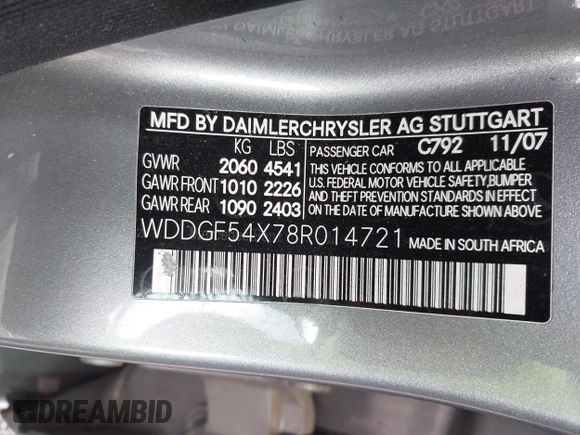 MFD BY DAIMLERCHRYSLER AG STUTTGART
KG LBS
GVWR 2060 4541
GAWR FRONT 1010 2226
GAWR REAR 1090 2403
PASSENGER CAR C792 11/07
THIS VEHICLE CONFORMS TO ALL APPLICABLE
U.S. FEDERAL MOTOR VEHICLE SAFETY,BUMPER
AND THEFT PREVENTION STANDARDS IN EFFECT
ON THE DATE OF MANUFACTURE SHOWN ABOVE.
WDDGF54X78R014721 MADE IN SOUTH AFRICA
DREAMBID